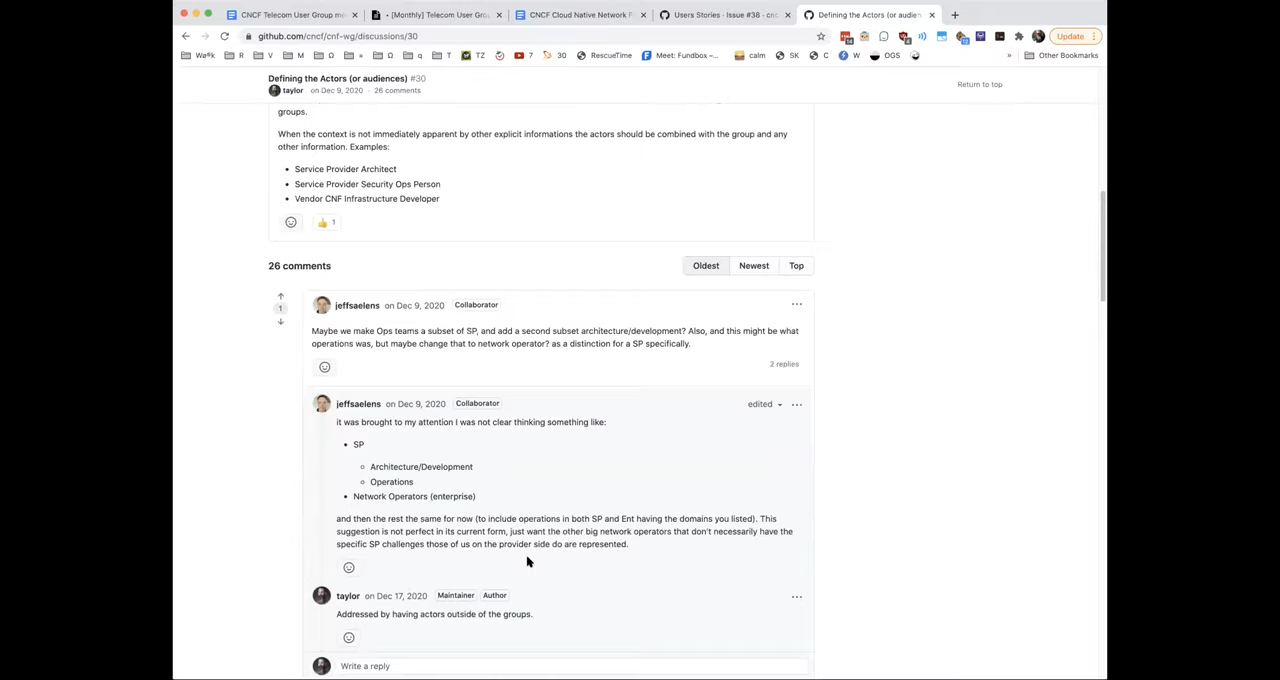 CNCF Telecom User Group me
[Monthly] Telecom User Grou
CNCF Cloud Native Network F
Users Stories · Issue #38 · cnc
Defining the Actors (or audien
github.com/cncf/cnf-wg/discussions/30
Update
R
V
M
Ω
»
Ω
q
T
TZ
7
30
RescueTime
Meet: Fundbox –...
calm
SK
C
W
OGS
»
Other Bookmarks
Defining the Actors (or audiences) #30
taylor on Dec 9, 2020 · 26 comments
Return to top
groups.
When the context is not immediately apparent by other explicit informations the actors should be combined with the group and any
other information. Examples:
• Service Provider Architect
• Service Provider Security Ops Person
• Vendor CNF Infrastructure Developer
1
26 comments
Oldest
Newest
Top
1
jeffsaelens on Dec 9, 2020 Collaborator
Maybe we make Ops teams a subset of SP, and add a second subset architecture/development? Also, and this might be what
operations was, but maybe change that to network operator? as a distinction for a SP specifically.
2 replies
jeffsaelens on Dec 9, 2020 Collaborator
edited
it was brought to my attention I was not clear thinking something like:
• SP
◦ Architecture/Development
◦ Operations
• Network Operators (enterprise)
and then the rest the same for now (to include operations in both SP and Ent having the domains you listed). This
suggestion is not perfect in its current form, just want the other big network operators that don't necessarily have the
specific SP challenges those of us on the provider side do are represented.
taylor on Dec 17, 2020 Maintainer Author
Addressed by having actors outside of the groups.
Write a reply